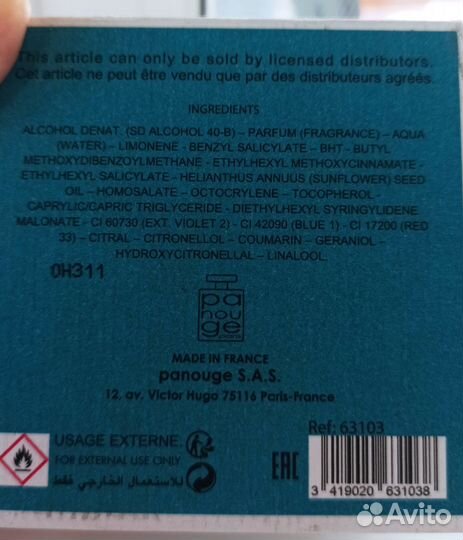 This article can only be sold by licensed distributors.
Cet article ne peut être vendu que par des distributeurs agréés.
INGREDIENTS
ALCOHOL DENAT. (SD ALCOHOL 40-B) – PARFUM (FRAGRANCE) – AQUA
(WATER) – LIMONENE - BENZYL SALICYLATE – BHT - BUTYL
METHOXYDIBENZOYLMETHANE - ETHYLHEXYL METHOXYCINNAMATE -
ETHYLHEXYL SALICYLATE – HELIANTHUS ANNUUS (SUNFLOWER) SEED
OIL – HOMOSALATE – OCTOCRYLENE – TOCOPHEROL -
CAPRYLIC/CAPRIC TRIGLYCERIDE - DIETHYLHEXYL SYRINGYLIDENE
MALONATE - CI 60730 (EXT. VIOLET 2) - CI 42090 (BLUE 1) - CI 17200 (RED
33) – CITRAL – CITRONELLOL – COUMARIN – GERANIOL –
HYDROXYCITRONELLAL – LINALOOL.
OH311
pa
nou
ge
paris
MADE IN FRANCE
panouge S.A.S.
12, av. Victor Hugo 75116 Paris-France
Ref: 63103
USAGE EXTERNE.
FOR EXTERNAL USE ONLY
للاستعمال الخارجي فقط
EAC
3 419020 631038
Avito